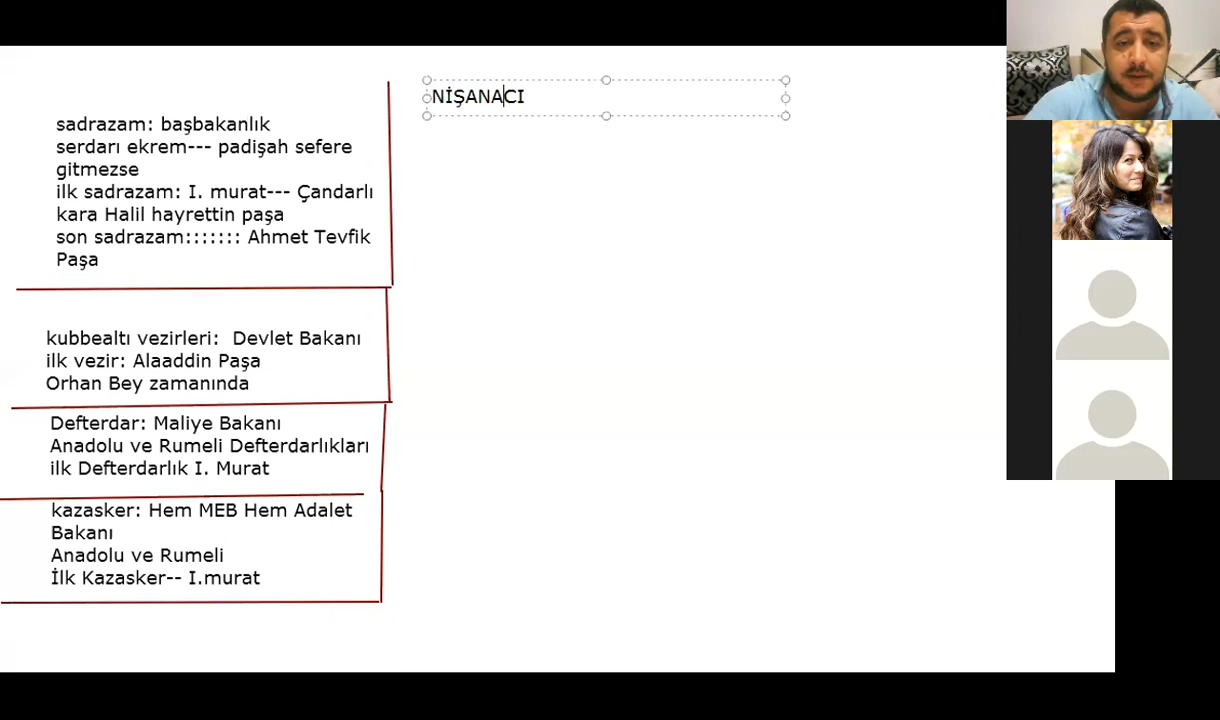 sadrazam: başbakanlık
serdarı ekrem--- padişah sefere
gitmezse
ilk sadrazam: I. murat--- Çandarlı
kara Halil hayrettin paşa
son sadrazam::::::: Ahmet Tevfik
Paşa
kubbealtı vezirleri:  Devlet Bakanı
ilk vezir: Alaaddin Paşa
Orhan Bey zamanında
Defterdar: Maliye Bakanı
Anadolu ve Rumeli Defterdarlıkları
ilk Defterdarlık I. Murat
kazasker: Hem MEB Hem Adalet
Bakanı
Anadolu ve Rumeli
İlk Kazasker-- I.murat
NİŞANACI